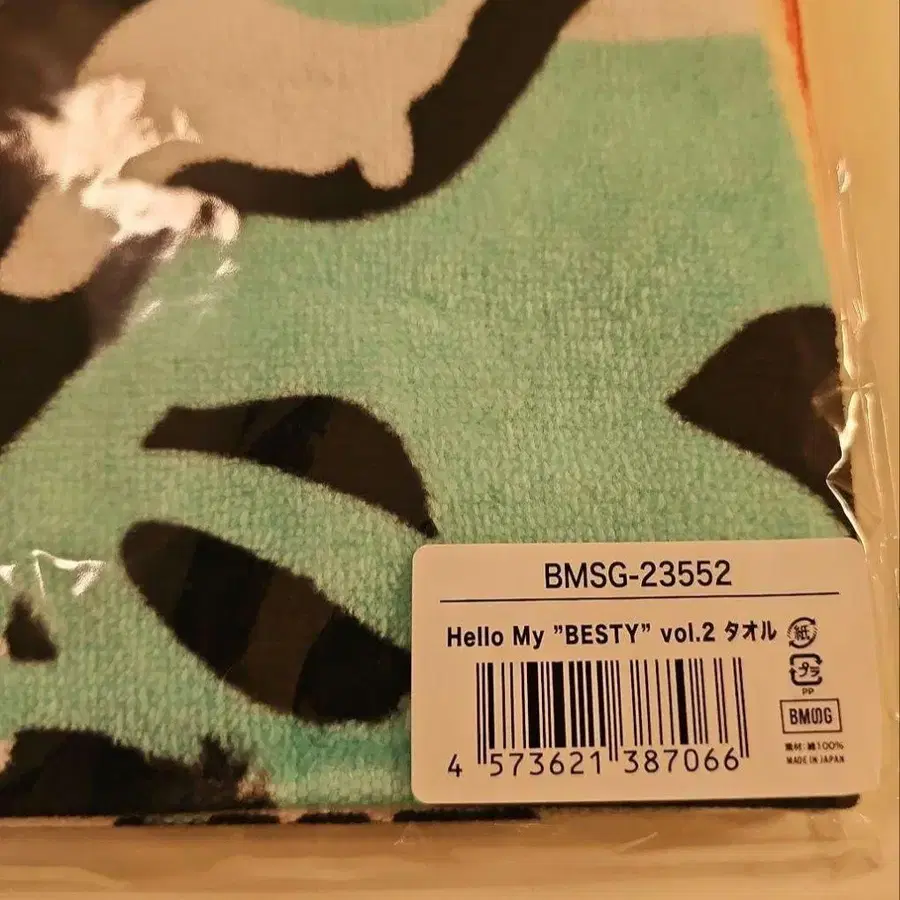 BMSG-23552
Hello My "BESTY" vol.2 タオル
紙
プラ
PP
BMSG
素材:綿100%
MADE IN JAPAN
4 573621 387066